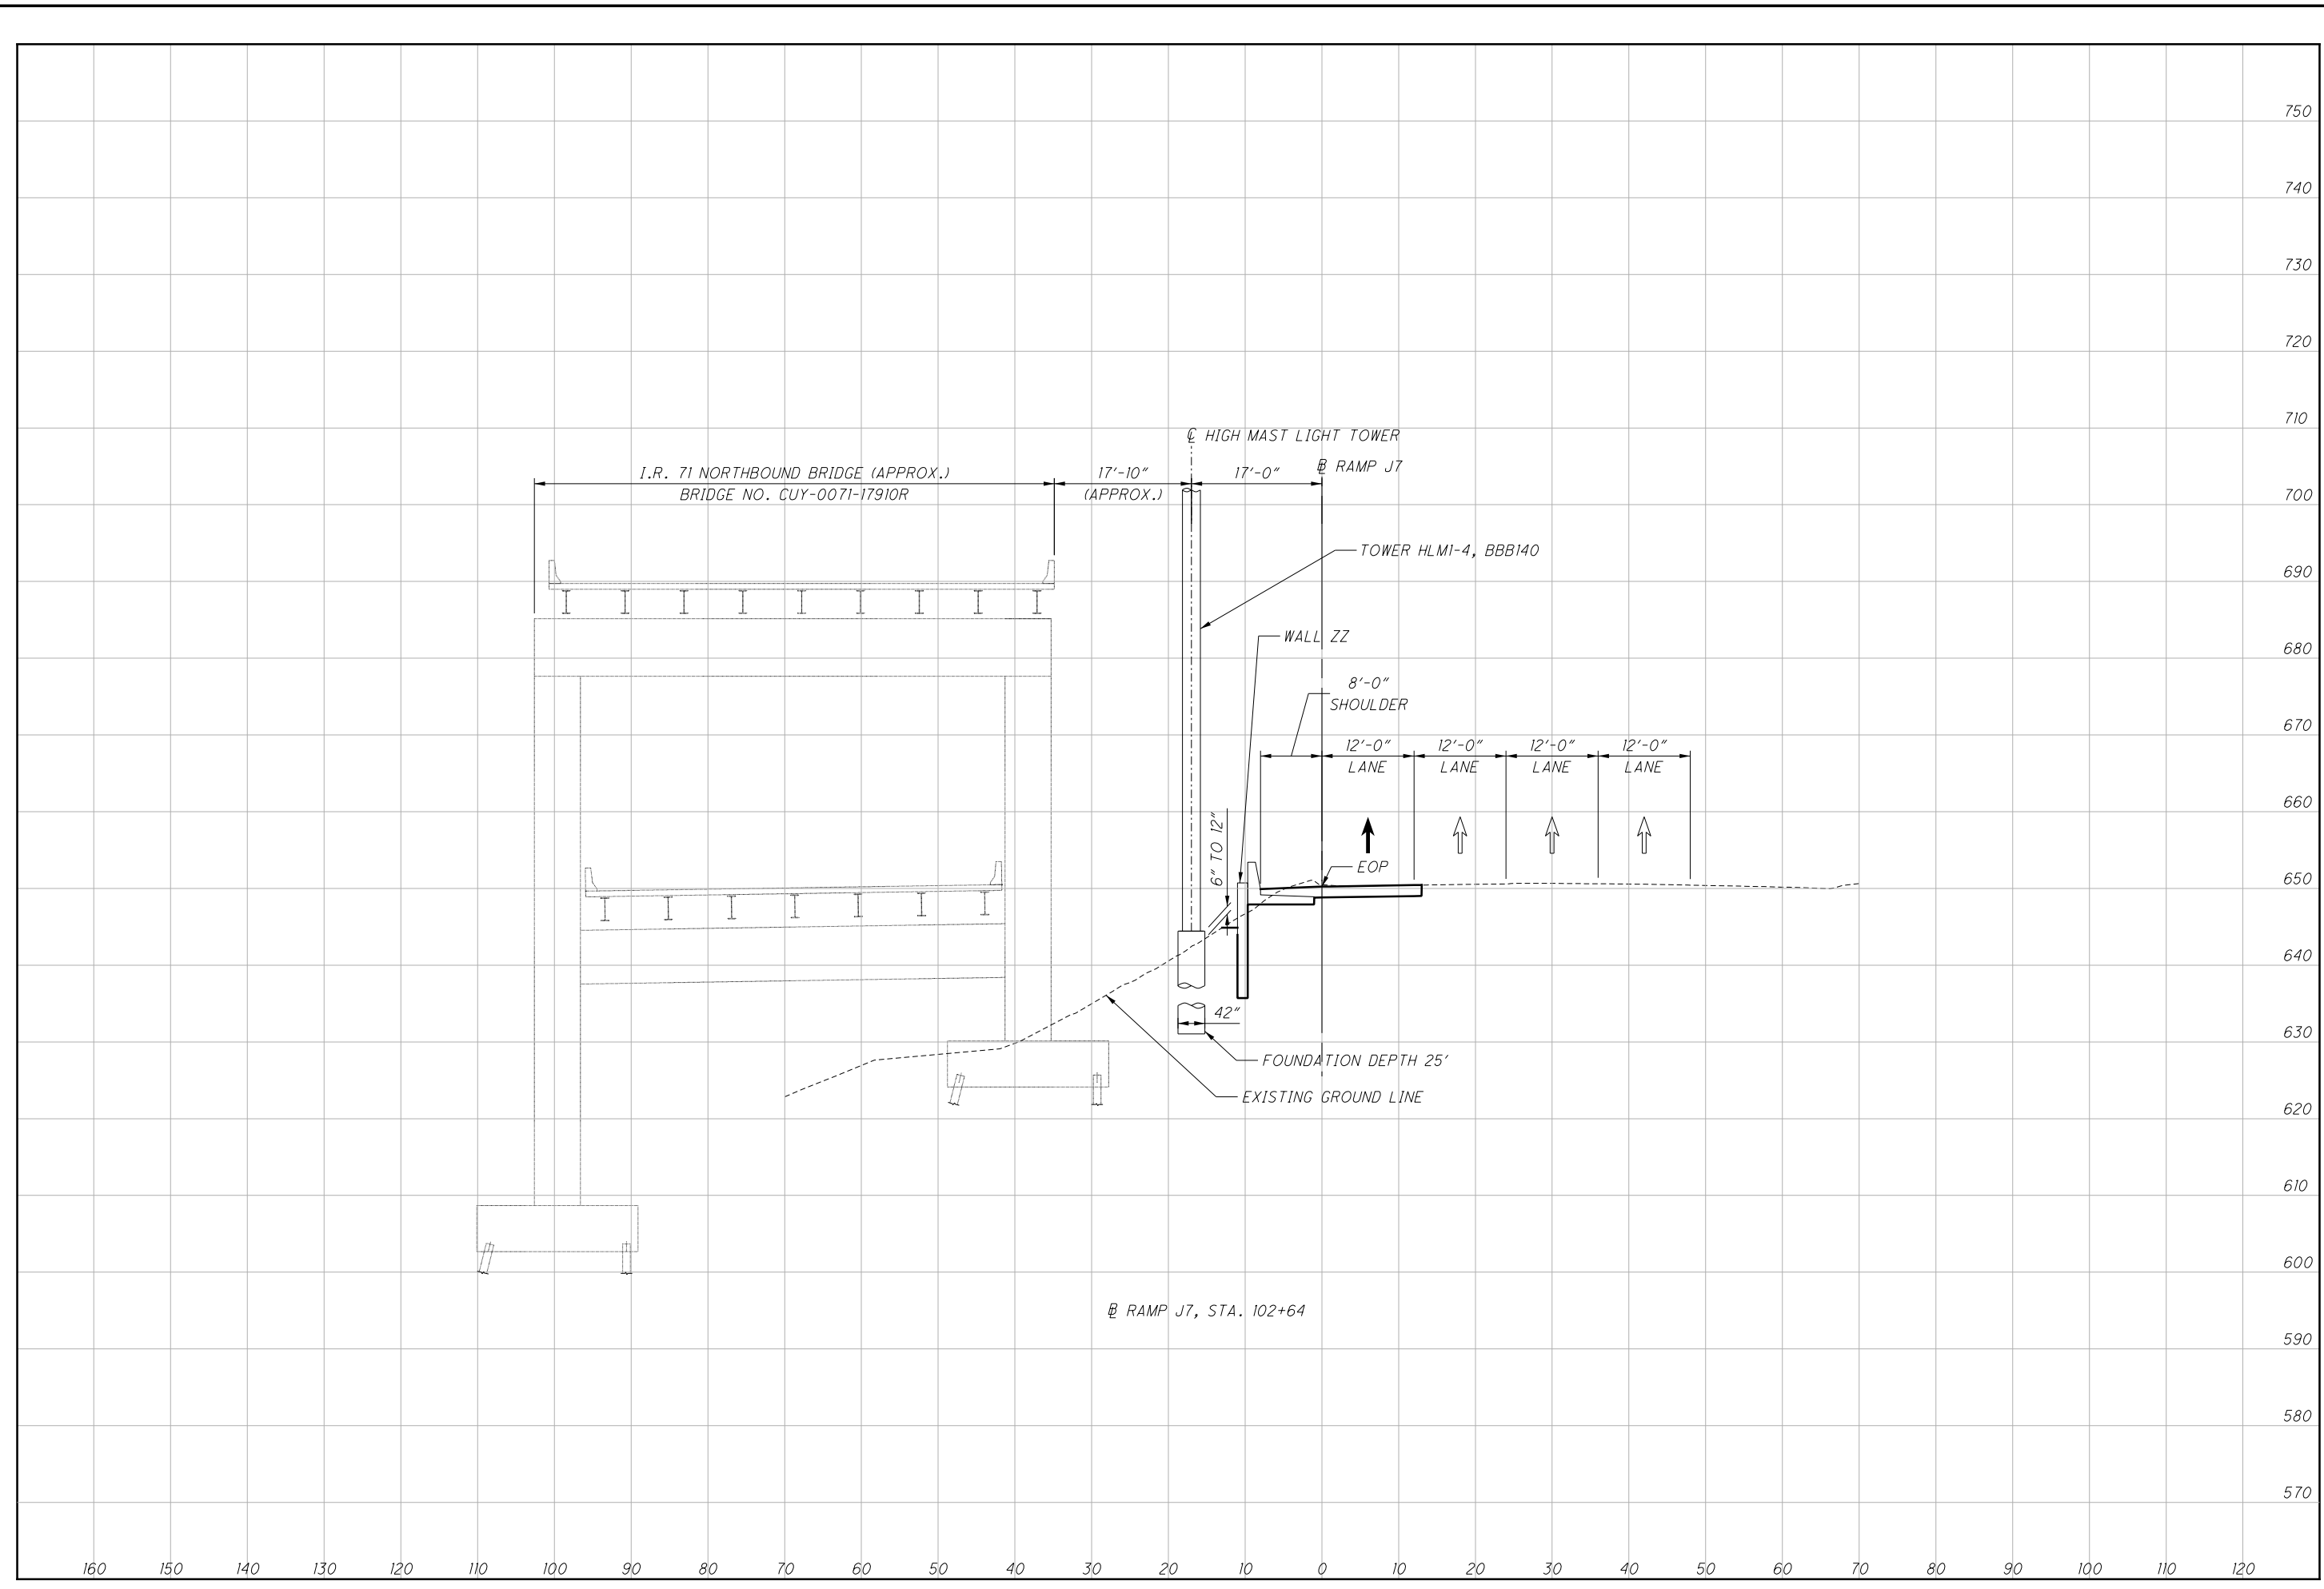 750
740
730
720
710
℄ HIGH MAST LIGHT TOWER
I.R. 71 NORTHBOUND BRIDGE (APPROX.)
BRIDGE NO. CUY-0071-17910R
17'-10"
(APPROX.)
17'-0"
⅊ RAMP J7
700
TOWER HLM1-4, BBB140
690
WALL ZZ
680
8'-0"
SHOULDER
670
12'-0"
LANE
12'-0"
LANE
12'-0"
LANE
12'-0"
LANE
660
6" TO 12"
EOP
650
640
42"
630
FOUNDATION DEPTH 25'
EXISTING GROUND LINE
620
610
600
⅊ RAMP J7, STA. 102+64
590
580
570
160 150 140 130 120 110 100 90 80 70 60 50 40 30 20 10 0 10 20 30 40 50 60 70 80 90 100 110 120